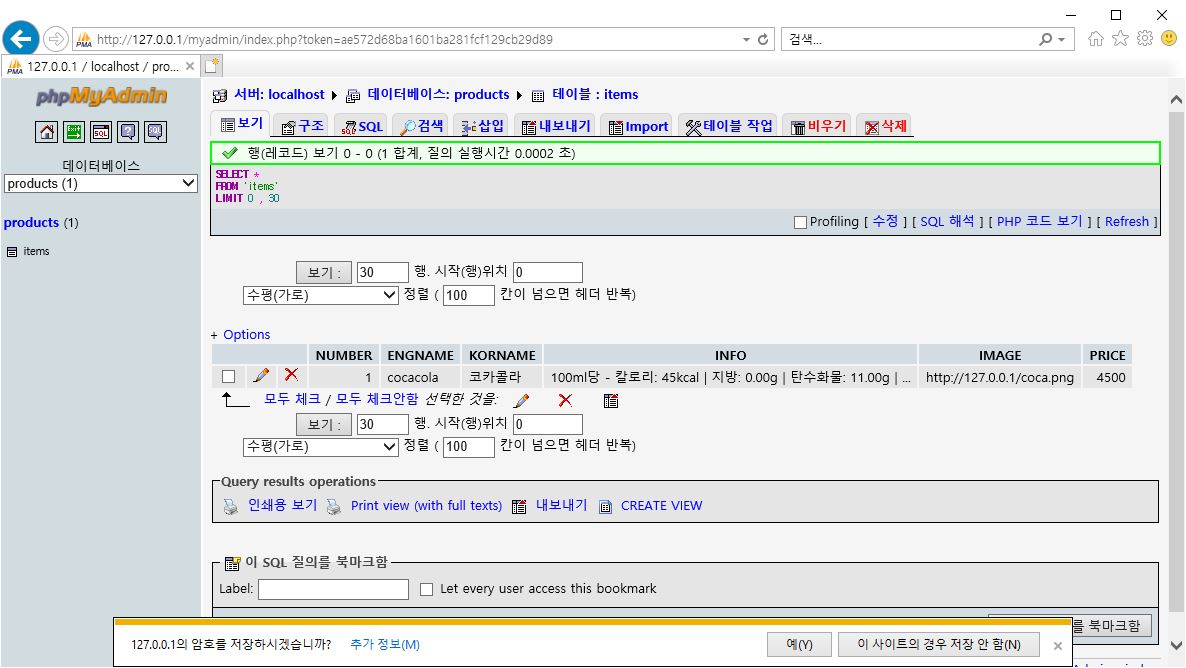 http://127.0.0.1/myadmin/index.php?token=ae572d68ba1601ba281fcf129cb29d89
검색...
PMA 127.0.0.1 / localhost / pro...
phpMyAdmin
서버: localhost 데이터베이스: products 테이블 : items
보기 구조 SQL 검색 삽입 내보내기 Import 테이블 작업 비우기 삭제
데이터베이스
products (1)
products (1)
items
행(레코드) 보기 0 - 0 (1 합계, 질의 실행시간 0.0002 초)
SELECT *
FROM 'items'
LIMIT 0 , 30
Profiling [ 수정 ] [ SQL 해석 ] [ PHP 코드 보기 ] [ Refresh ]
보기 : 30 행. 시작(행)위치 0
수평(가로) 정렬 ( 100 칸이 넘으면 헤더 반복)
+ Options
NUMBER ENGNAME KORNAME INFO IMAGE PRICE
1 cocacola 코카콜라 100ml당 - 칼로리: 45kcal | 지방: 0.00g | 탄수화물: 11.00g | ... http://127.0.0.1/coca.png 4500
모두 체크 / 모두 체크안함 선택한 것을:
보기 : 30 행. 시작(행)위치 0
수평(가로) 정렬 ( 100 칸이 넘으면 헤더 반복)
Query results operations
인쇄용 보기 Print view (with full texts) 내보내기 CREATE VIEW
이 SQL 질의를 북마크함
Label: Let every user access this bookmark
를 북마크함
127.0.0.1의 암호를 저장하시겠습니까? 추가 정보(M) 예(Y) 이 사이트의 경우 저장 안 함(N)